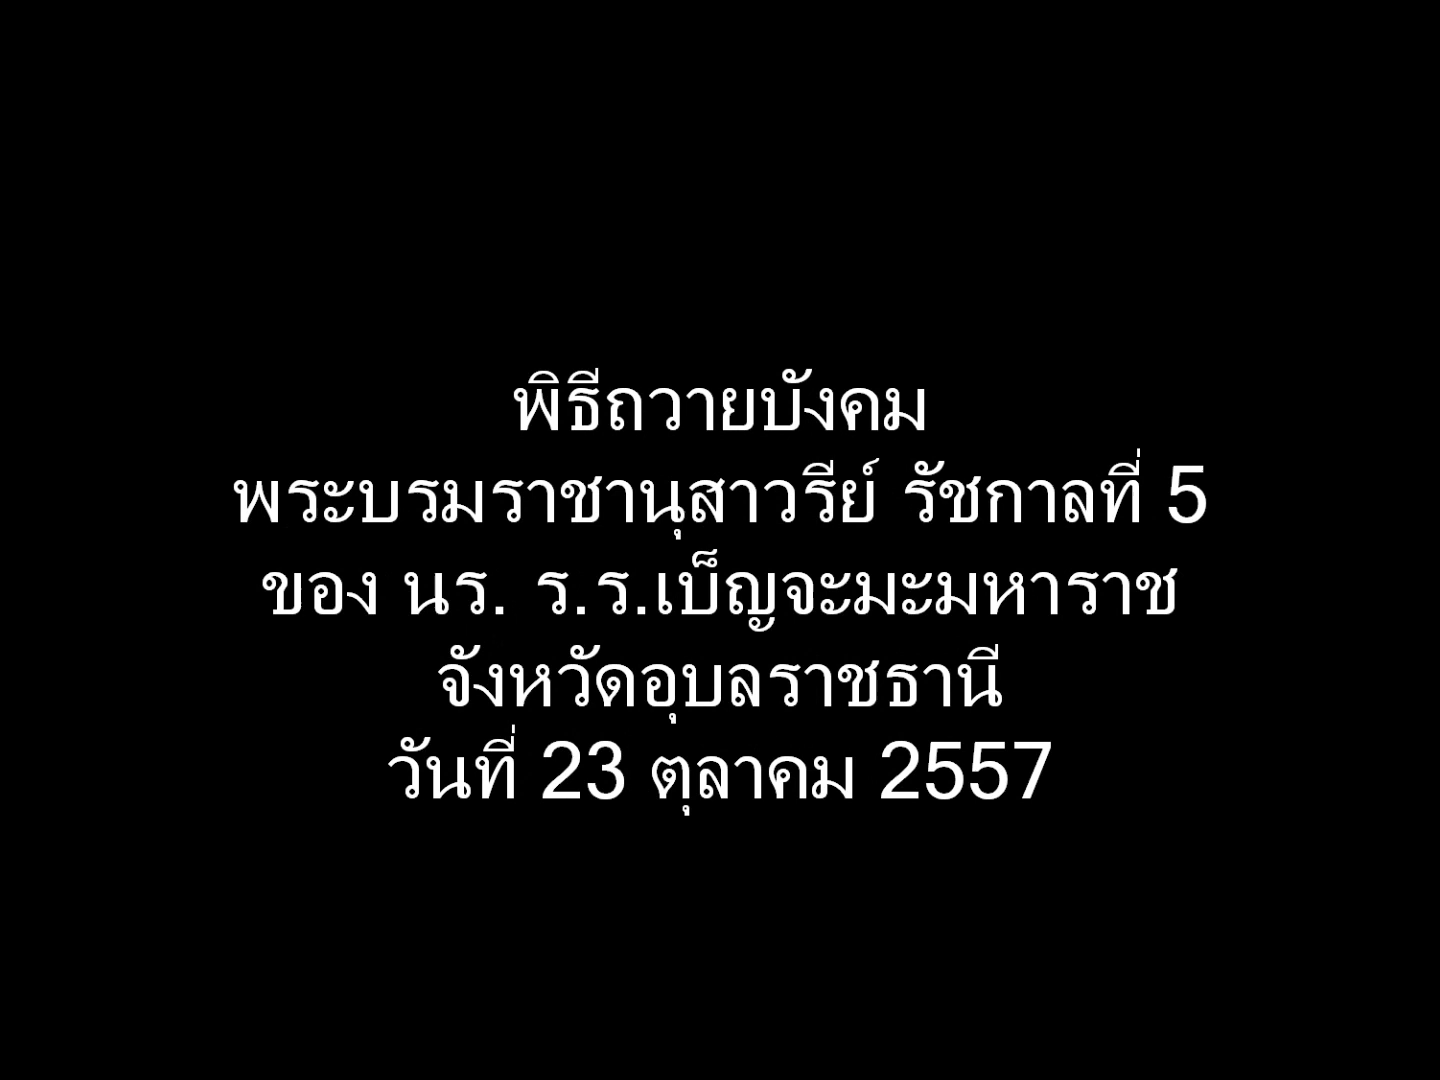 พิธีถวายบังคม
พระบรมราชานุสาวรีย์ รัชกาลที่ 5
ของ นร. ร.ร.เบ็ญจะมะมหาราช
จังหวัดอุบลราชธานี
วันที่ 23 ตุลาคม 2557